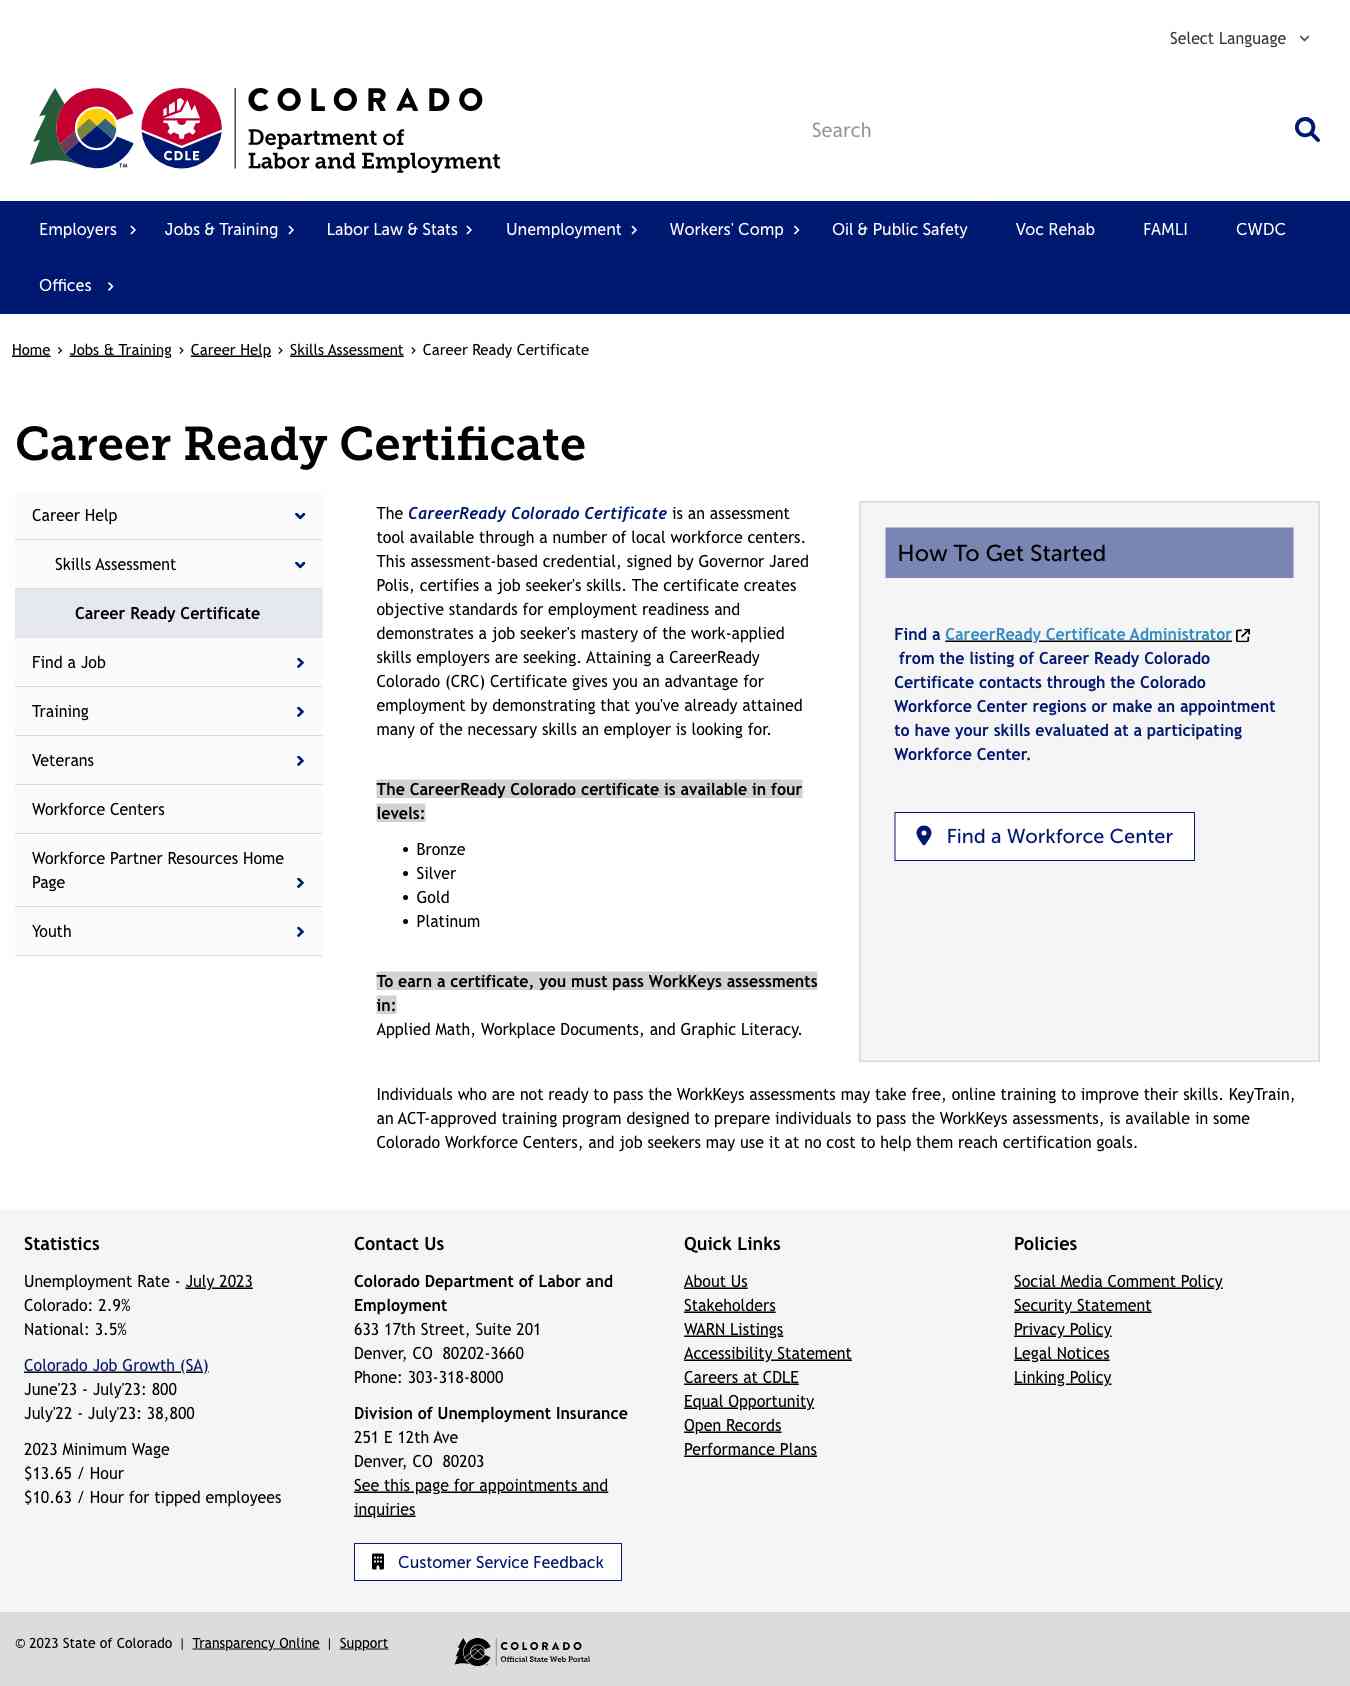 Select Language
COLORADO
Department of
Labor and Employment
CDLE
TM
Search
Employers Jobs & Training Labor Law & Stats Unemployment Workers' Comp Oil & Public Safety Voc Rehab FAMLI CWDC
Offices
Home › Jobs & Training › Career Help › Skills Assessment › Career Ready Certificate
Career Ready Certificate
Career Help
Skills Assessment
Career Ready Certificate
Find a Job
Training
Veterans
Workforce Centers
Workforce Partner Resources Home
Page
Youth
The CareerReady Colorado Certificate is an assessment
tool available through a number of local workforce centers.
This assessment-based credential, signed by Governor Jared
Polis, certifies a job seeker's skills. The certificate creates
objective standards for employment readiness and
demonstrates a job seeker's mastery of the work-applied
skills employers are seeking. Attaining a CareerReady
Colorado (CRC) Certificate gives you an advantage for
employment by demonstrating that you've already attained
many of the necessary skills an employer is looking for.
The CareerReady Colorado certificate is available in four
levels:
• Bronze
• Silver
• Gold
• Platinum
To earn a certificate, you must pass WorkKeys assessments
in:
Applied Math, Workplace Documents, and Graphic Literacy.
How To Get Started
Find a CareerReady Certificate Administrator
from the listing of Career Ready Colorado
Certificate contacts through the Colorado
Workforce Center regions or make an appointment
to have your skills evaluated at a participating
Workforce Center.
Find a Workforce Center
Individuals who are not ready to pass the WorkKeys assessments may take free, online training to improve their skills. KeyTrain,
an ACT-approved training program designed to prepare individuals to pass the WorkKeys assessments, is available in some
Colorado Workforce Centers, and job seekers may use it at no cost to help them reach certification goals.
Statistics
Unemployment Rate - July 2023
Colorado: 2.9%
National: 3.5%
Colorado Job Growth (SA)
June'23 - July'23: 800
July'22 - July'23: 38,800
2023 Minimum Wage
$13.65 / Hour
$10.63 / Hour for tipped employees
Contact Us
Colorado Department of Labor and
Employment
633 17th Street, Suite 201
Denver, CO  80202-3660
Phone: 303-318-8000
Division of Unemployment Insurance
251 E 12th Ave
Denver, CO  80203
See this page for appointments and
inquiries
Customer Service Feedback
Quick Links
About Us
Stakeholders
WARN Listings
Accessibility Statement
Careers at CDLE
Equal Opportunity
Open Records
Performance Plans
Policies
Social Media Comment Policy
Security Statement
Privacy Policy
Legal Notices
Linking Policy
© 2023 State of Colorado | Transparency Online | Support
COLORADO
Official State Web Portal